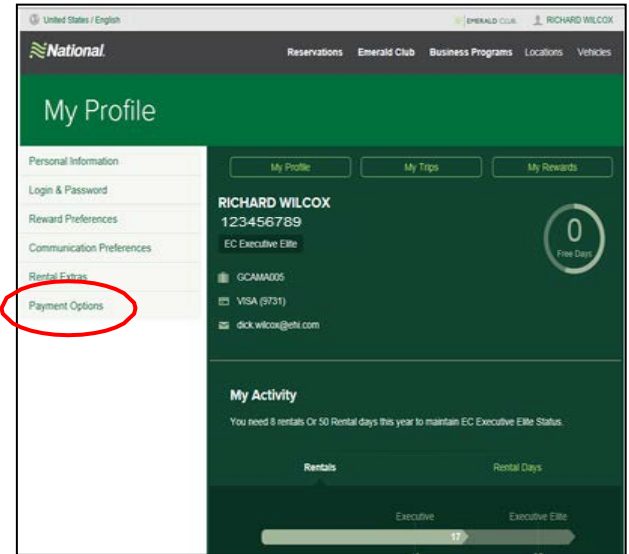 United States / English
EMERALD CLUB
RICHARD WILCOX
National.
Reservations Emerald Club Business Programs Locations Vehicles
My Profile
Personal Information
Login & Password
Reward Preferences
Communication Preferences
Rental Extras
Payment Options
My Profile My Trips My Rewards
RICHARD WILCOX
123456789
EC Executive Elite
0
Free Days
GCAMA005
VISA (9731)
dick.wilcox@ehi.com
My Activity
You need 8 rentals Or 50 Rental days this year to maintain EC Executive Elite Status.
Rentals Rental Days
Executive Executive Elite
17